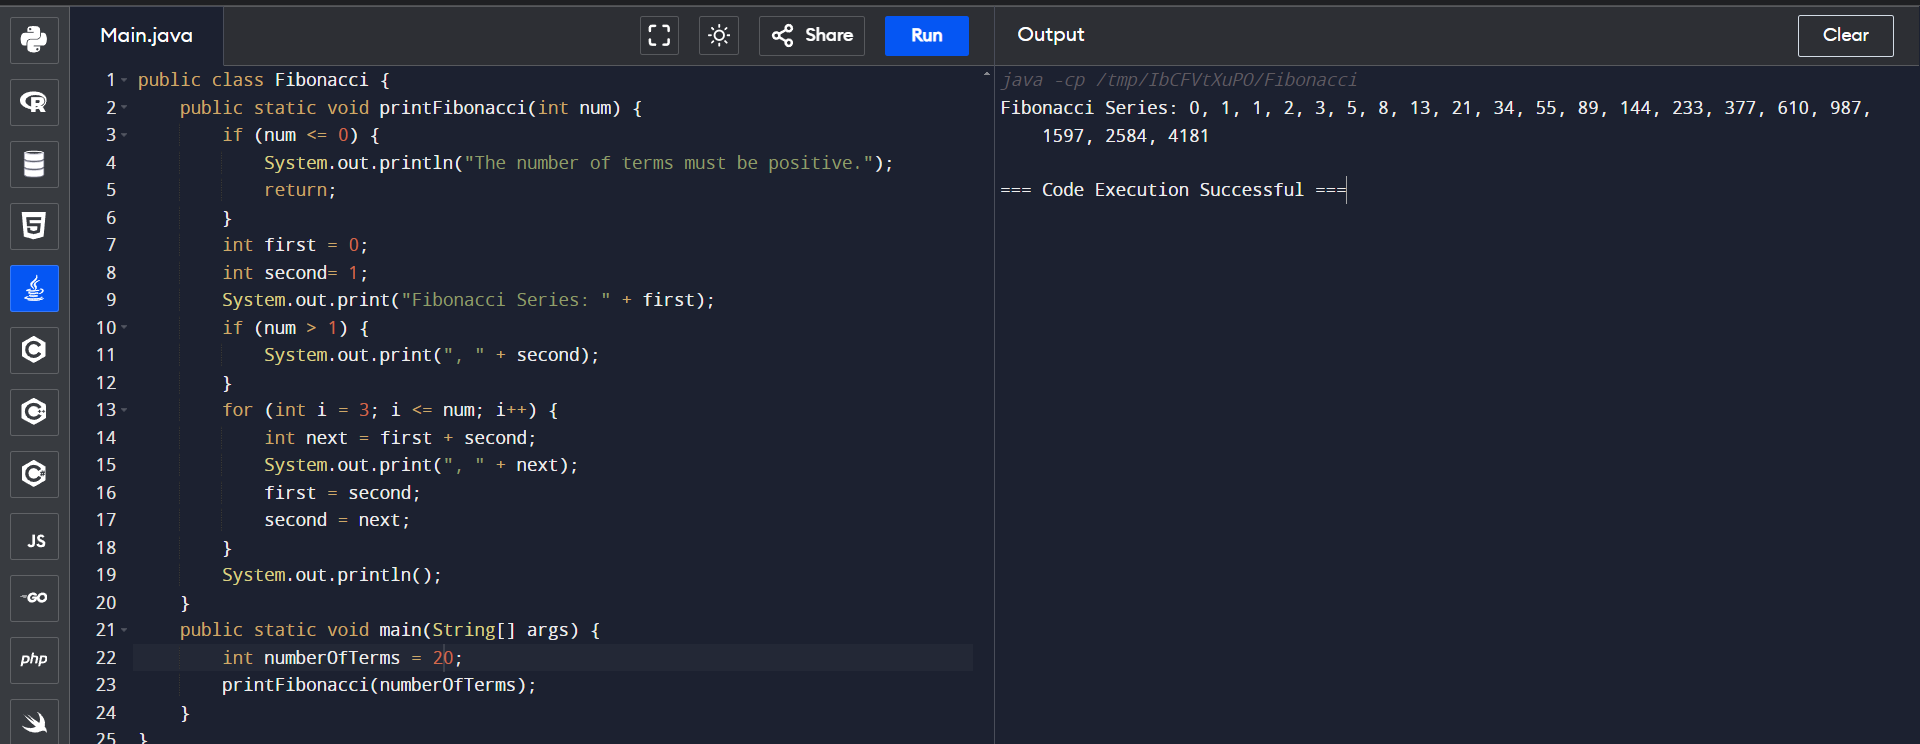 Main.java
Share
Run
Output
Clear
1 public class Fibonacci {
2 public static void printFibonacci(int num) {
3 if (num <= 0) {
4 System.out.println("The number of terms must be positive.");
5 return;
6 }
7 int first = 0;
8 int second= 1;
9 System.out.print("Fibonacci Series: " + first);
10 if (num > 1) {
11 System.out.print(", " + second);
12 }
13 for (int i = 3; i <= num; i++) {
14 int next = first + second;
15 System.out.print(", " + next);
16 first = second;
17 second = next;
18 }
19 System.out.println();
20 }
21 public static void main(String[] args) {
22 int numberOfTerms = 20;
23 printFibonacci(numberOfTerms);
24 }
25 }
java -cp /tmp/IbCFVtXuPO/Fibonacci
Fibonacci Series: 0, 1, 1, 2, 3, 5, 8, 13, 21, 34, 55, 89, 144, 233, 377, 610, 987,
1597, 2584, 4181
=== Code Execution Successful ===
R
5
C
C++
C#
JS
GO
php